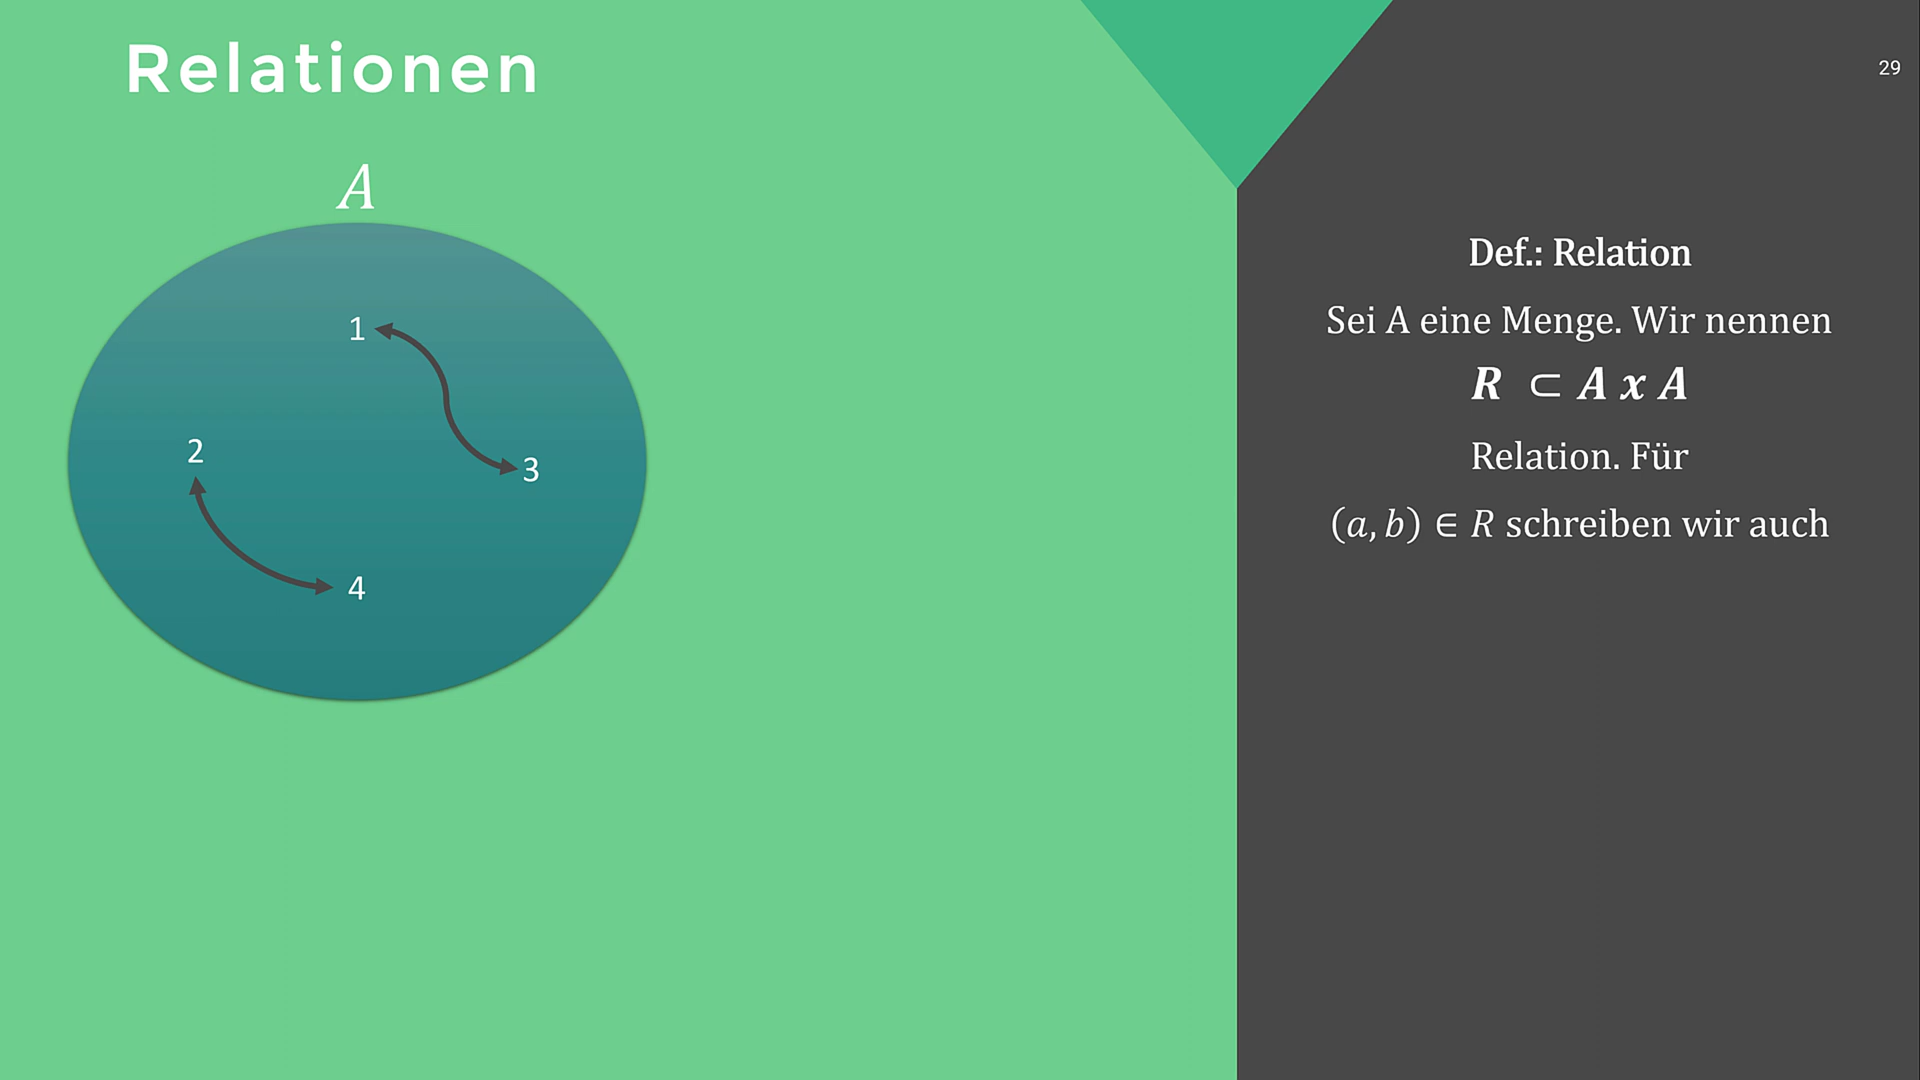 Relationen
29
A
1
2
3
4
Def.: Relation
Sei A eine Menge. Wir nennen
R ⊂ A x A
Relation. Für
(a, b) ∈ R schreiben wir auch